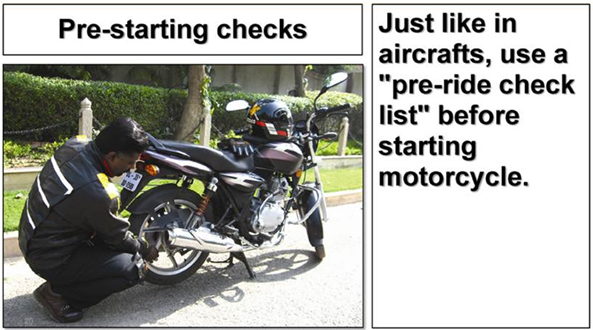 Pre-starting checks
Just like in
aircrafts, use a
"pre-ride check
list" before
starting
motorcycle.